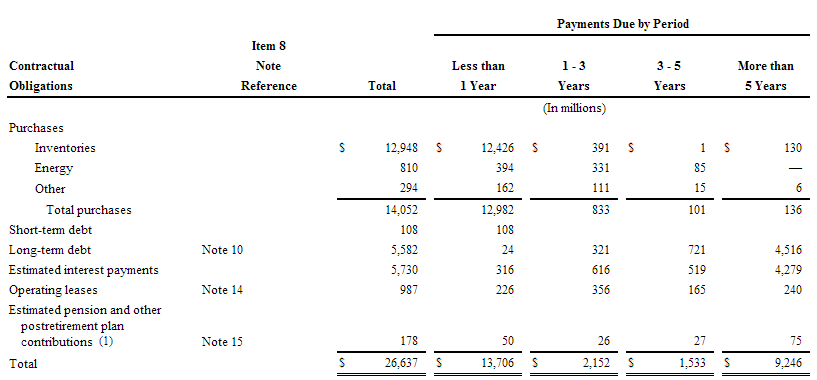 Payments Due by Period
Item 8
Contractual Note Less than 1 - 3 3 - 5 More than
Obligations Reference Total 1 Year Years Years 5 Years
(In millions)
Purchases
Inventories $ 12,948 $ 12,426 $ 391 $ 1 $ 130
Energy 810 394 331 85 —
Other 294 162 111 15 6
Total purchases 14,052 12,982 833 101 136
Short-term debt 108 108
Long-term debt Note 10 5,582 24 321 721 4,516
Estimated interest payments 5,730 316 616 519 4,279
Operating leases Note 14 987 226 356 165 240
Estimated pension and other
postretirement plan
contributions (1) Note 15 178 50 26 27 75
Total $ 26,637 $ 13,706 $ 2,152 $ 1,533 $ 9,246